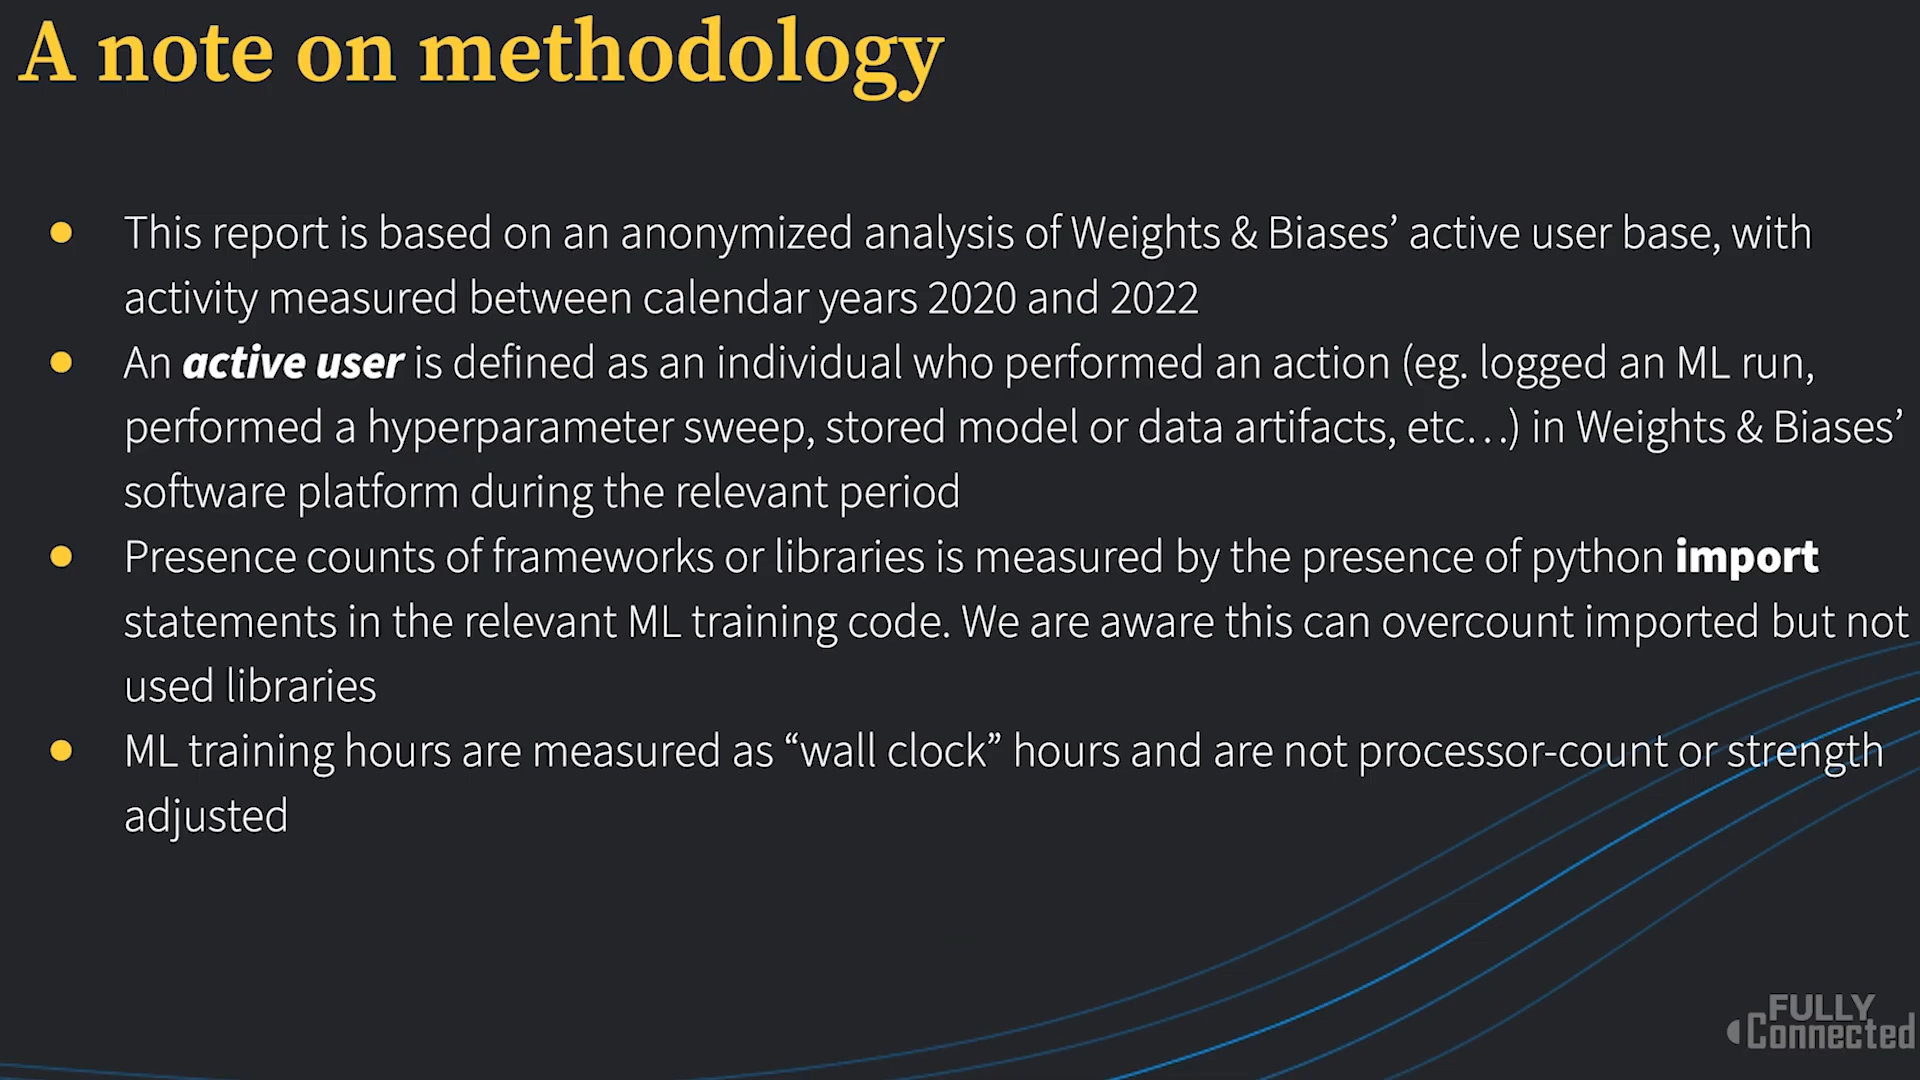 A note on methodology
This report is based on an anonymized analysis of Weights & Biases’ active user base, with
activity measured between calendar years 2020 and 2022
An active user is defined as an individual who performed an action (eg. logged an ML run,
performed a hyperparameter sweep, stored model or data artifacts, etc…) in Weights & Biases’
software platform during the relevant period
Presence counts of frameworks or libraries is measured by the presence of python import
statements in the relevant ML training code. We are aware this can overcount imported but not
used libraries
ML training hours are measured as “wall clock” hours and are not processor-count or strength
adjusted
FULLY
Connected